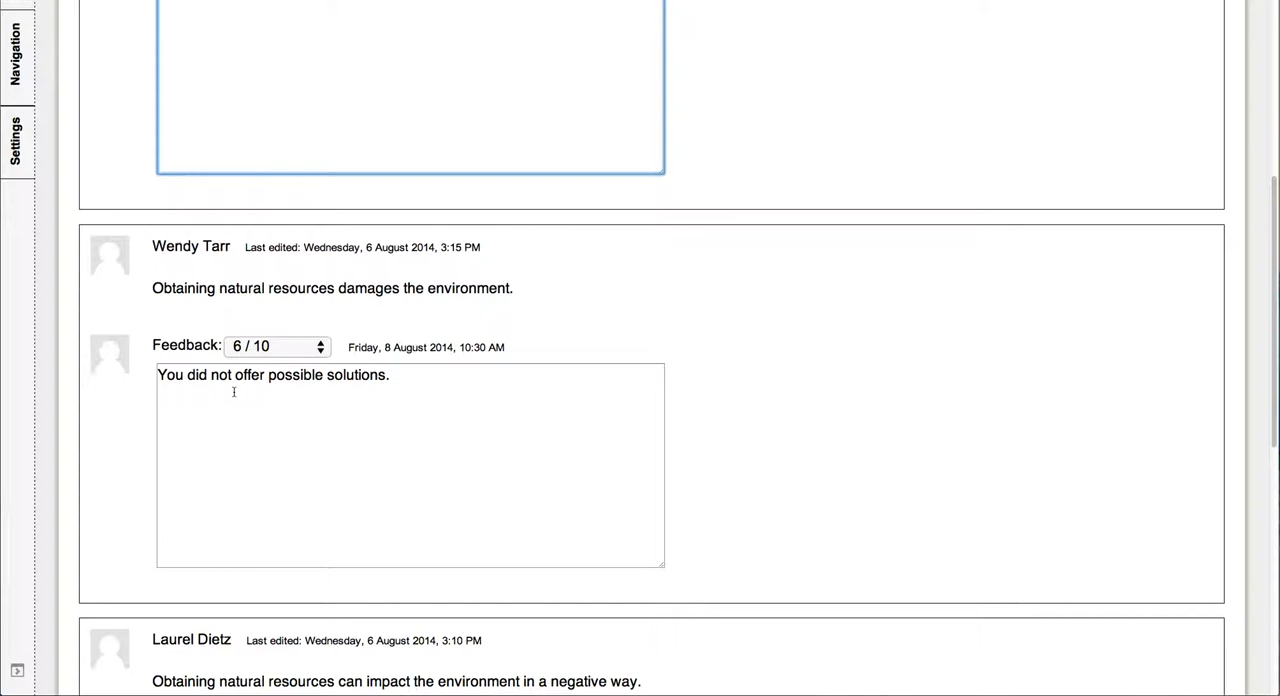 Navigation
Settings
Wendy Tarr Last edited: Wednesday, 6 August 2014, 3:15 PM
Obtaining natural resources damages the environment.
Feedback: 6 / 10 Friday, 8 August 2014, 10:30 AM
You did not offer possible solutions.
Laurel Dietz Last edited: Wednesday, 6 August 2014, 3:10 PM
Obtaining natural resources can impact the environment in a negative way.